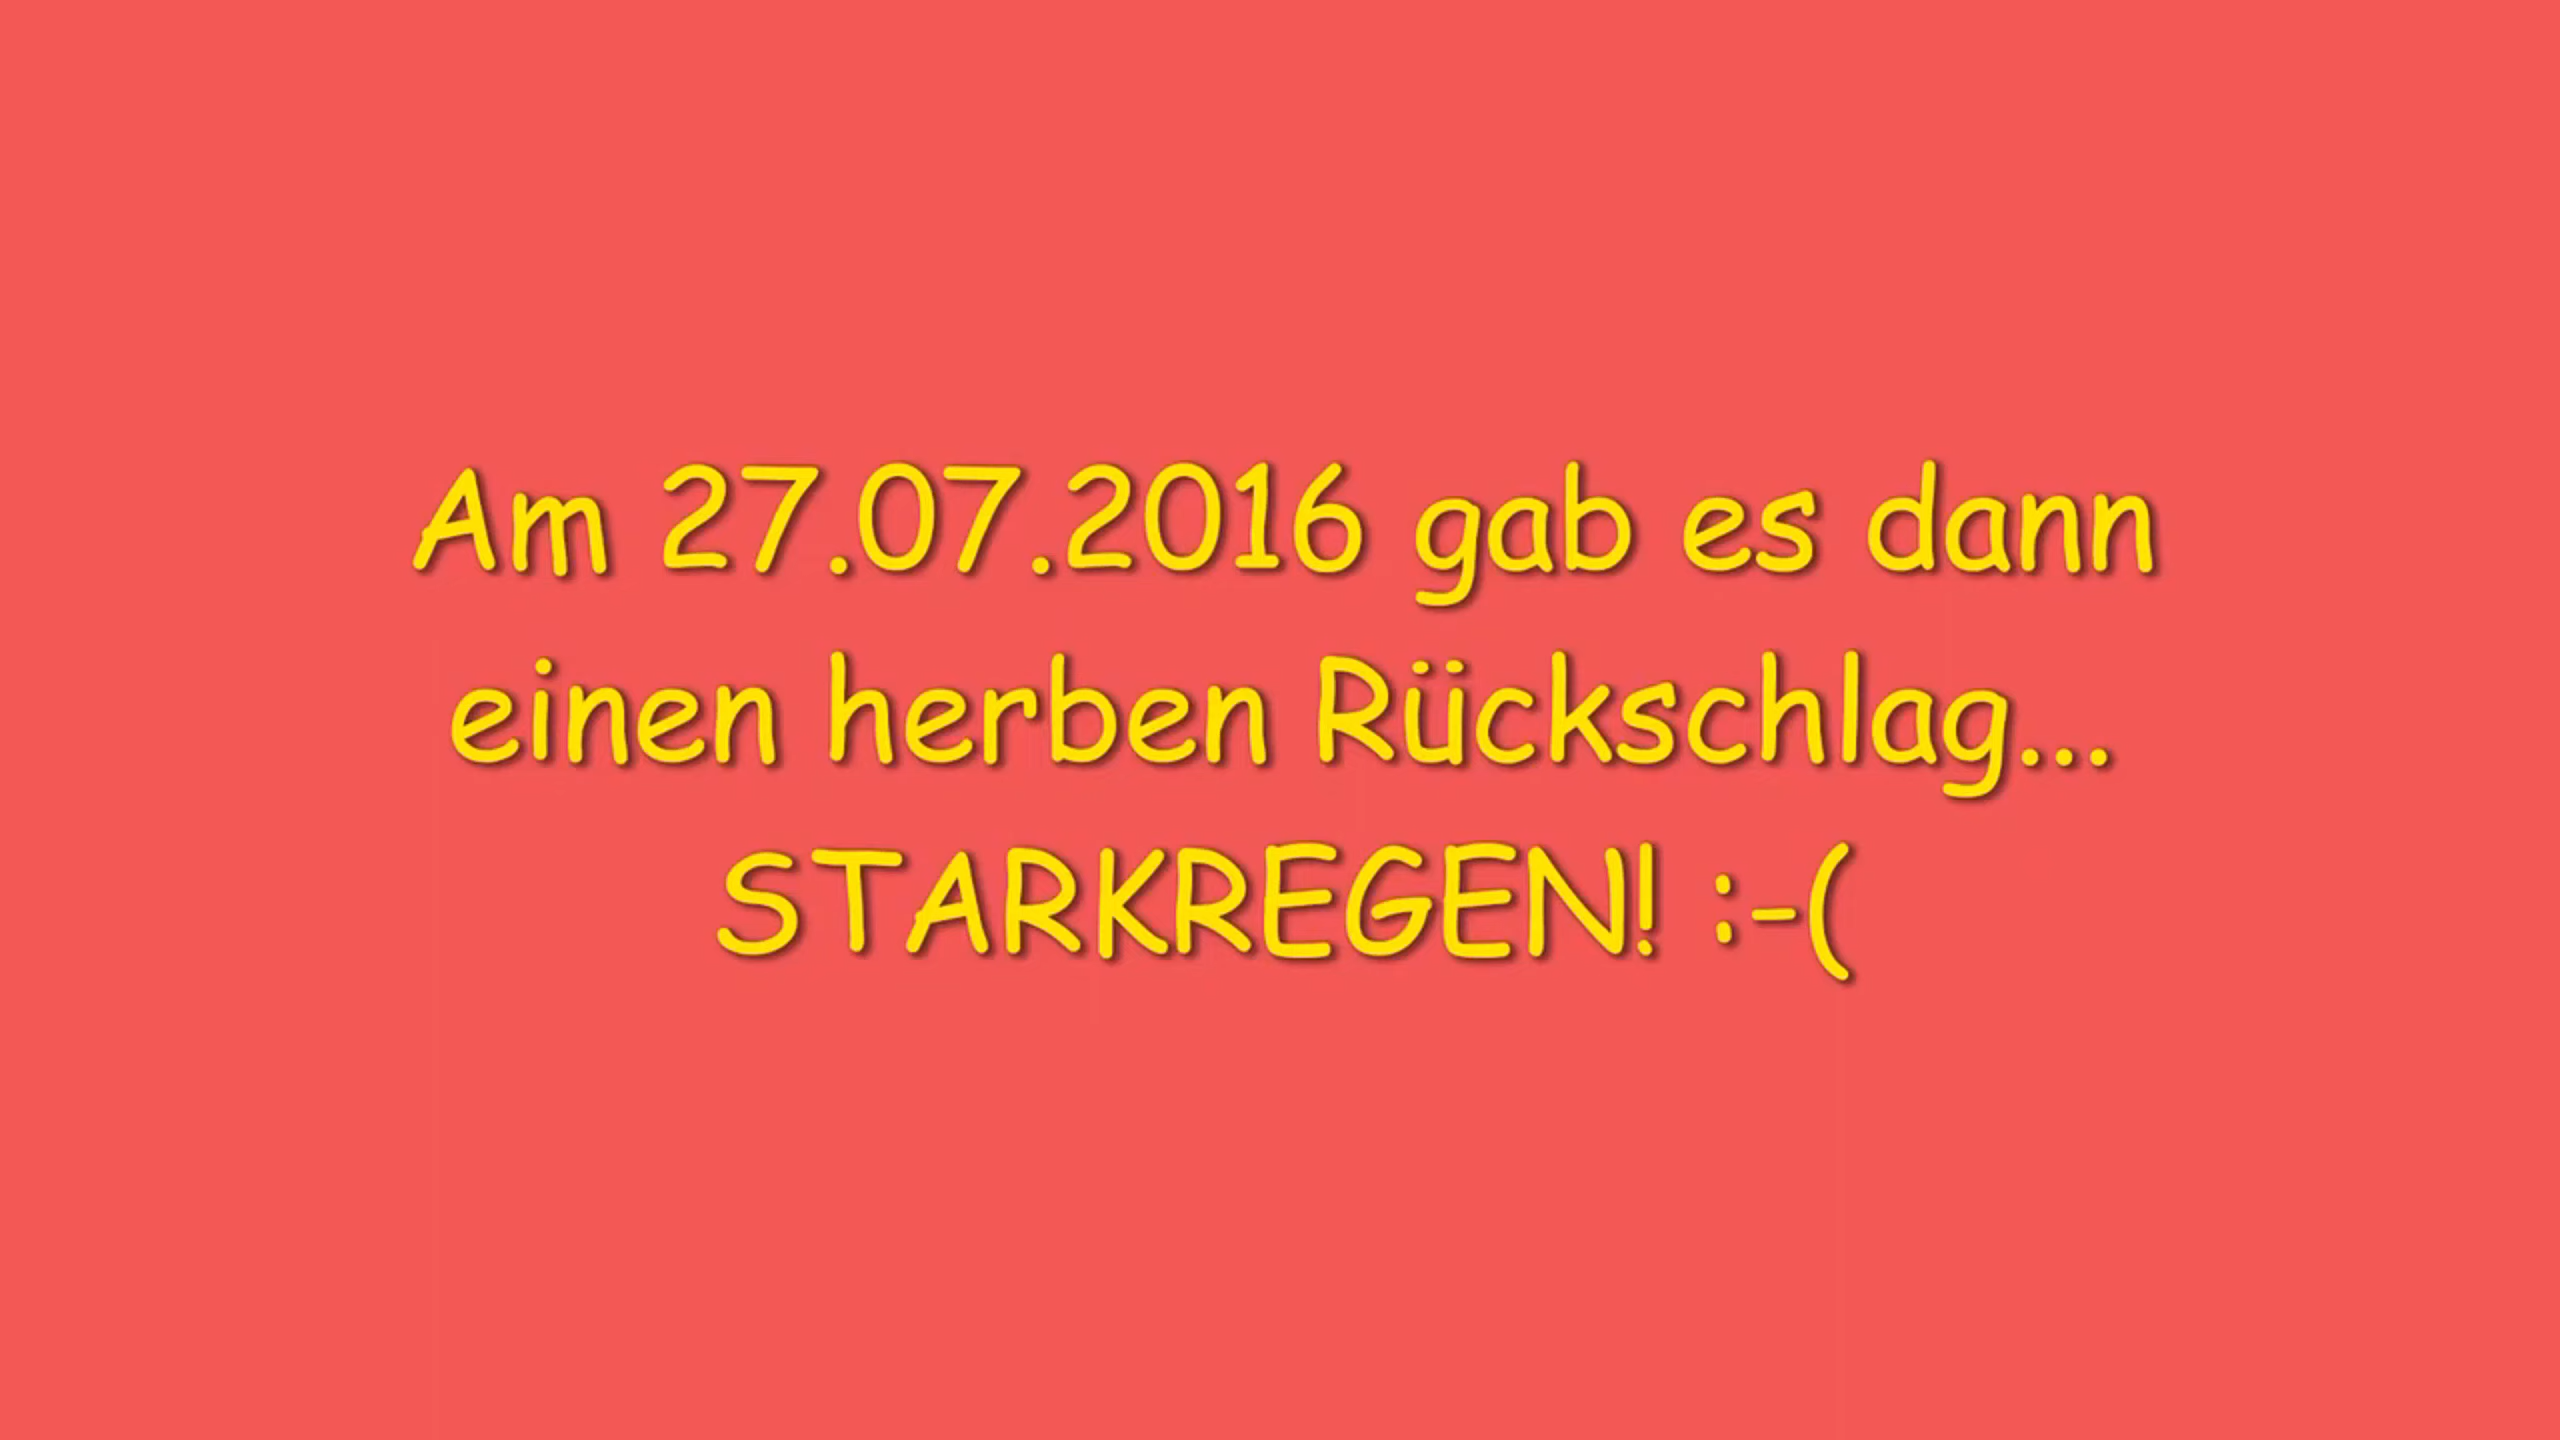 Am 27.07.2016 gab es dann
einen herben Rückschlag...
STARKREGEN! :-(